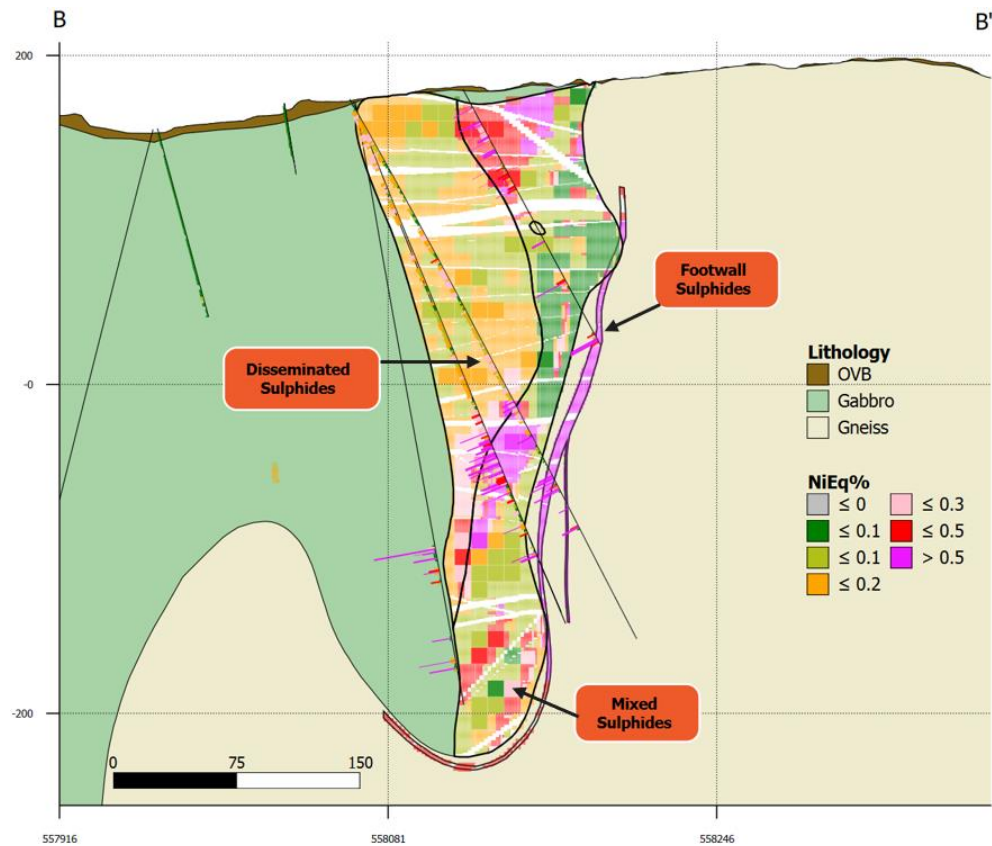 B
B'
200
Footwall
Sulphides
Disseminated
Sulphides
-0
Lithology
OVB
Gabbro
Gneiss
NiEq%
≤ 0
≤ 0.3
≤ 0.1
≤ 0.5
≤ 0.1
> 0.5
≤ 0.2
Mixed
Sulphides
-200
0
75
150
557916
558081
558246